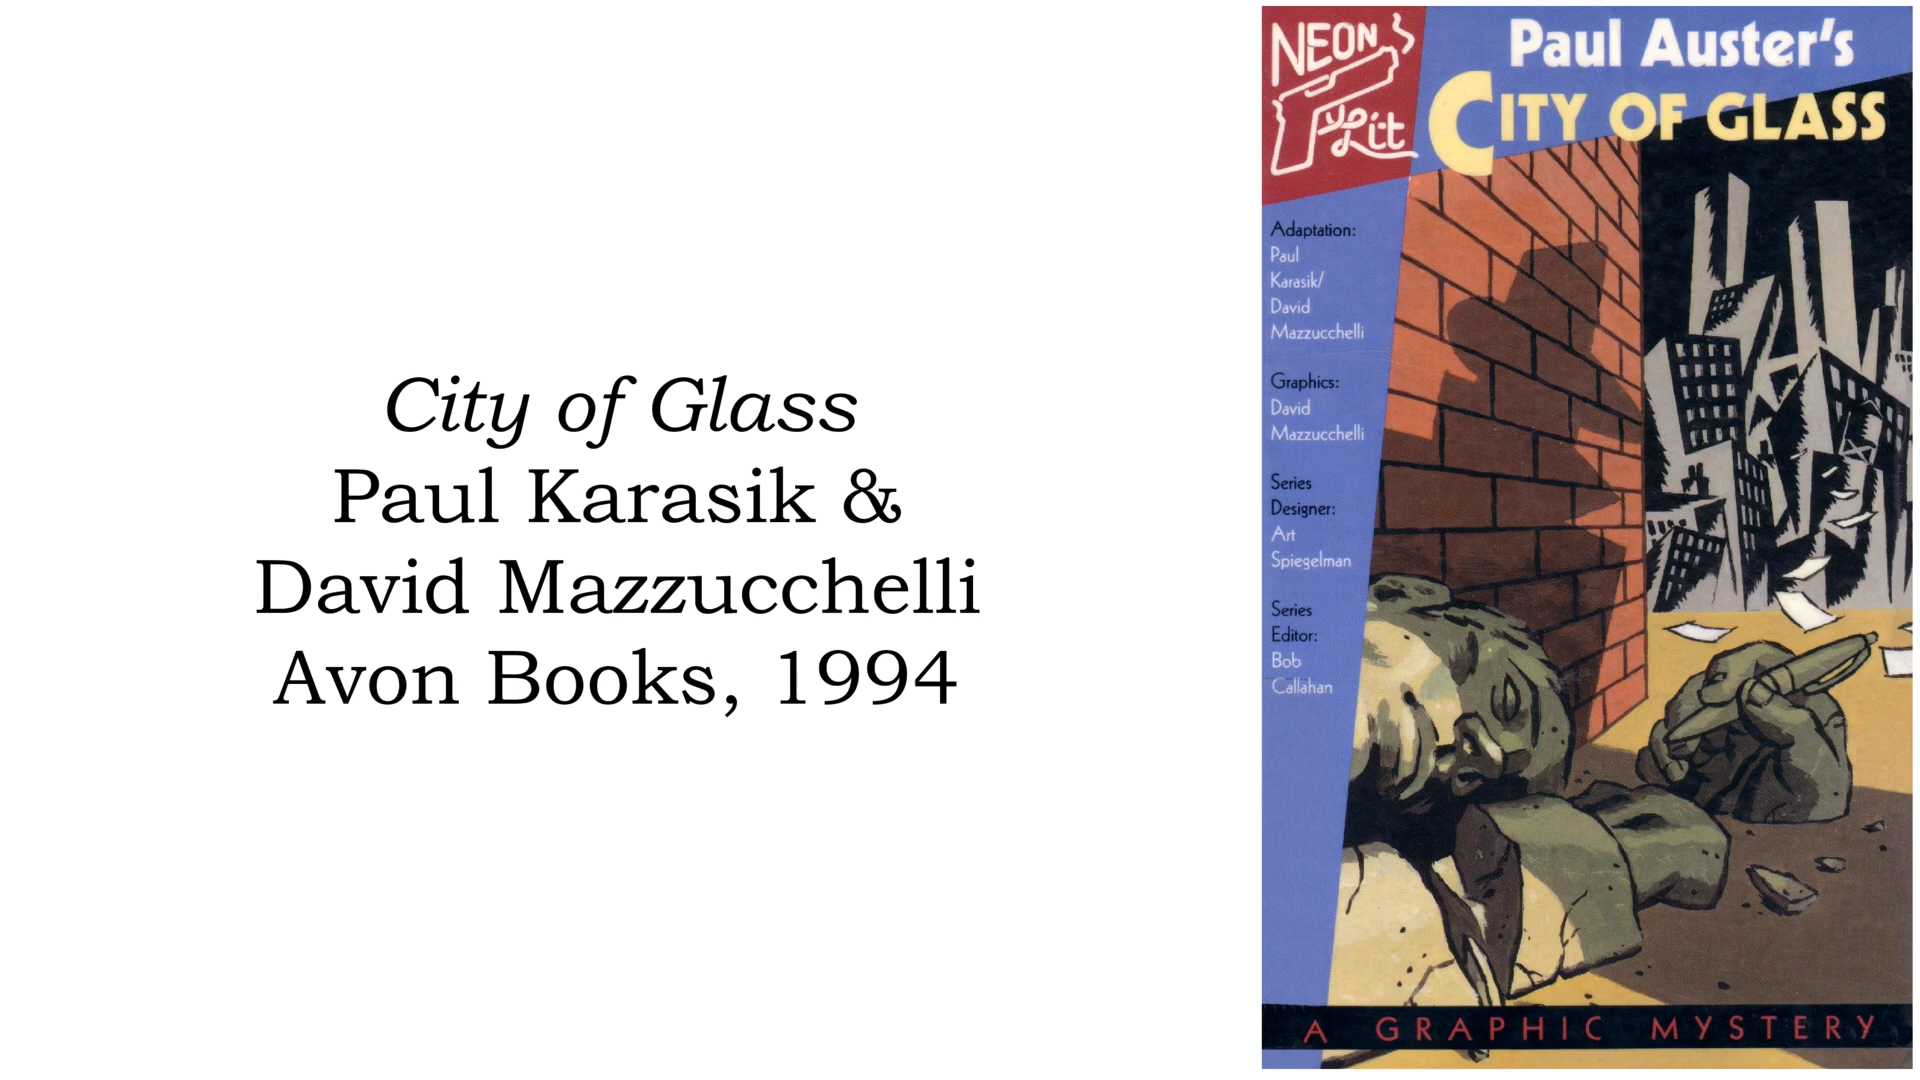 City of Glass
Paul Karasik &
David Mazzucchelli
Avon Books, 1994
NEON
Lit
Paul Auster's
CITY OF GLASS
Adaptation:
Paul
Karasik/
David
Mazzucchelli
Graphics:
David
Mazzucchelli
Series
Designer:
Art
Spiegelman
Series
Editor:
Bob
Callahan
A GRAPHIC MYSTERY